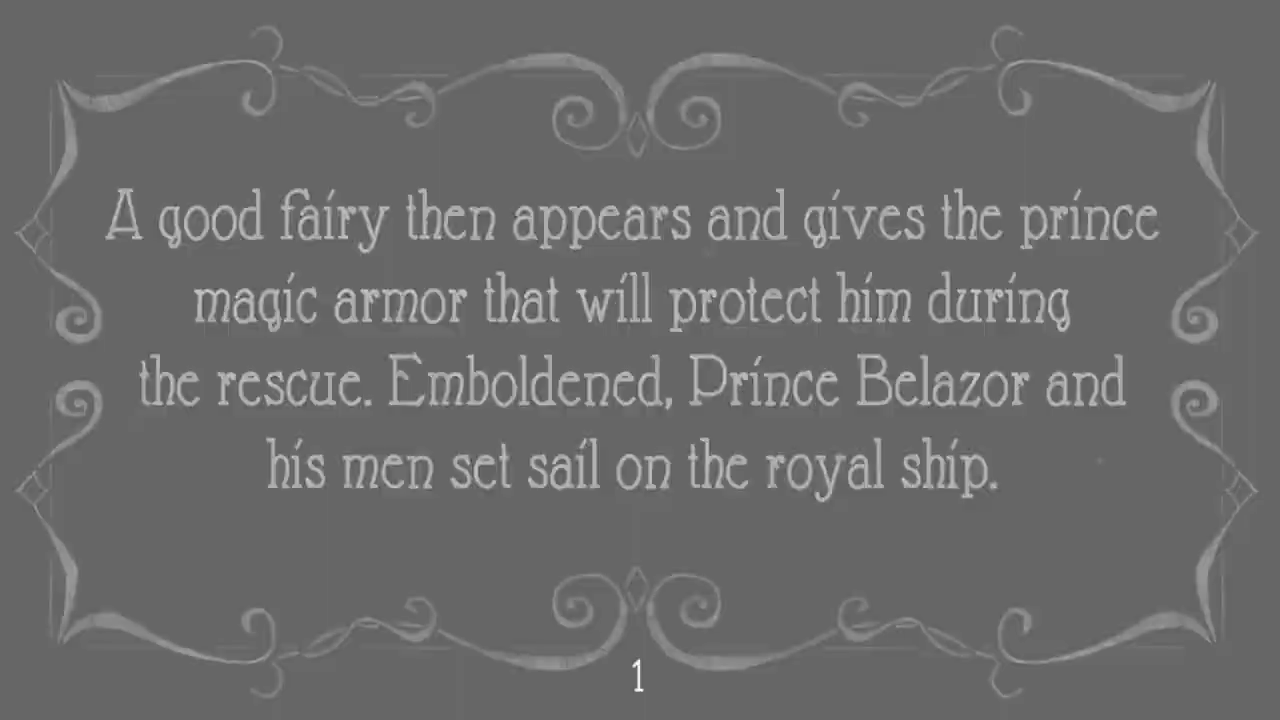 A good fairy then appears and gives the prince
magic armor that will protect him during
the rescue. Emboldened, Prince Belazor and
his men set sail on the royal ship.
1